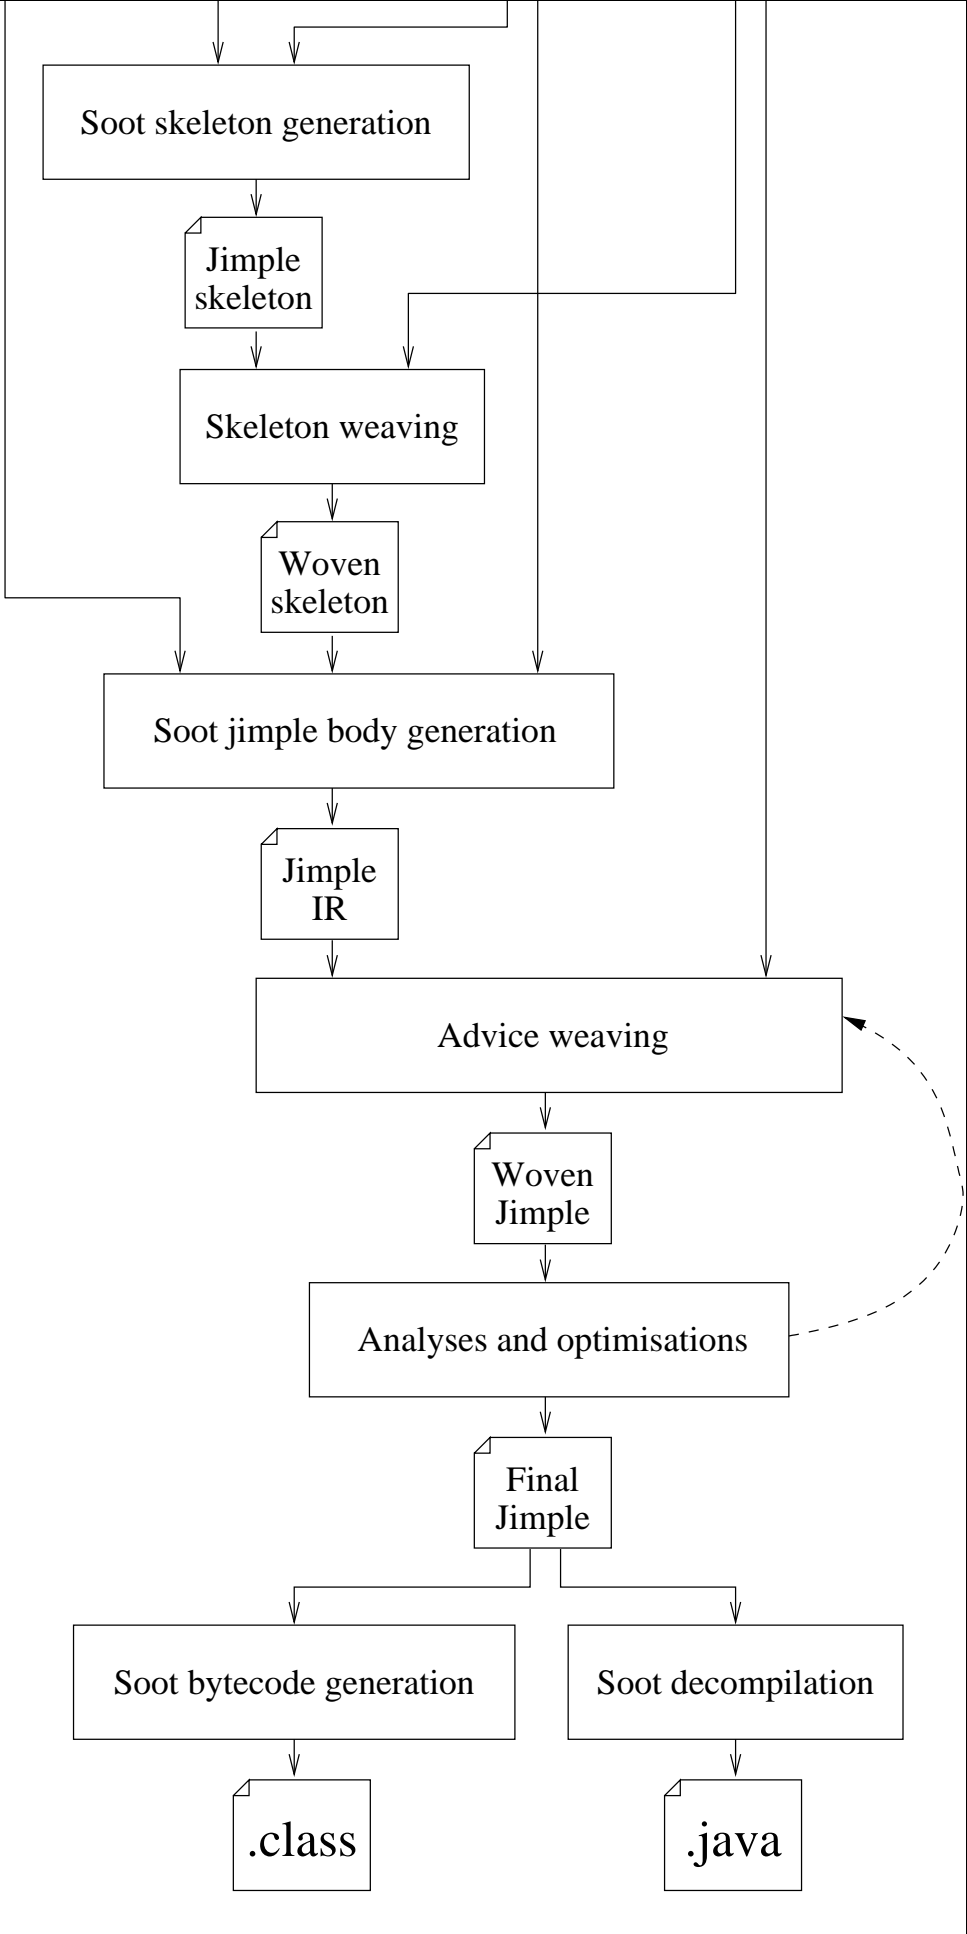 Soot skeleton generation
Jimple
skeleton
Skeleton weaving
Woven
skeleton
Soot jimple body generation
Jimple
IR
Advice weaving
Woven
Jimple
Analyses and optimisations
Final
Jimple
Soot bytecode generation
Soot decompilation
.class
.java